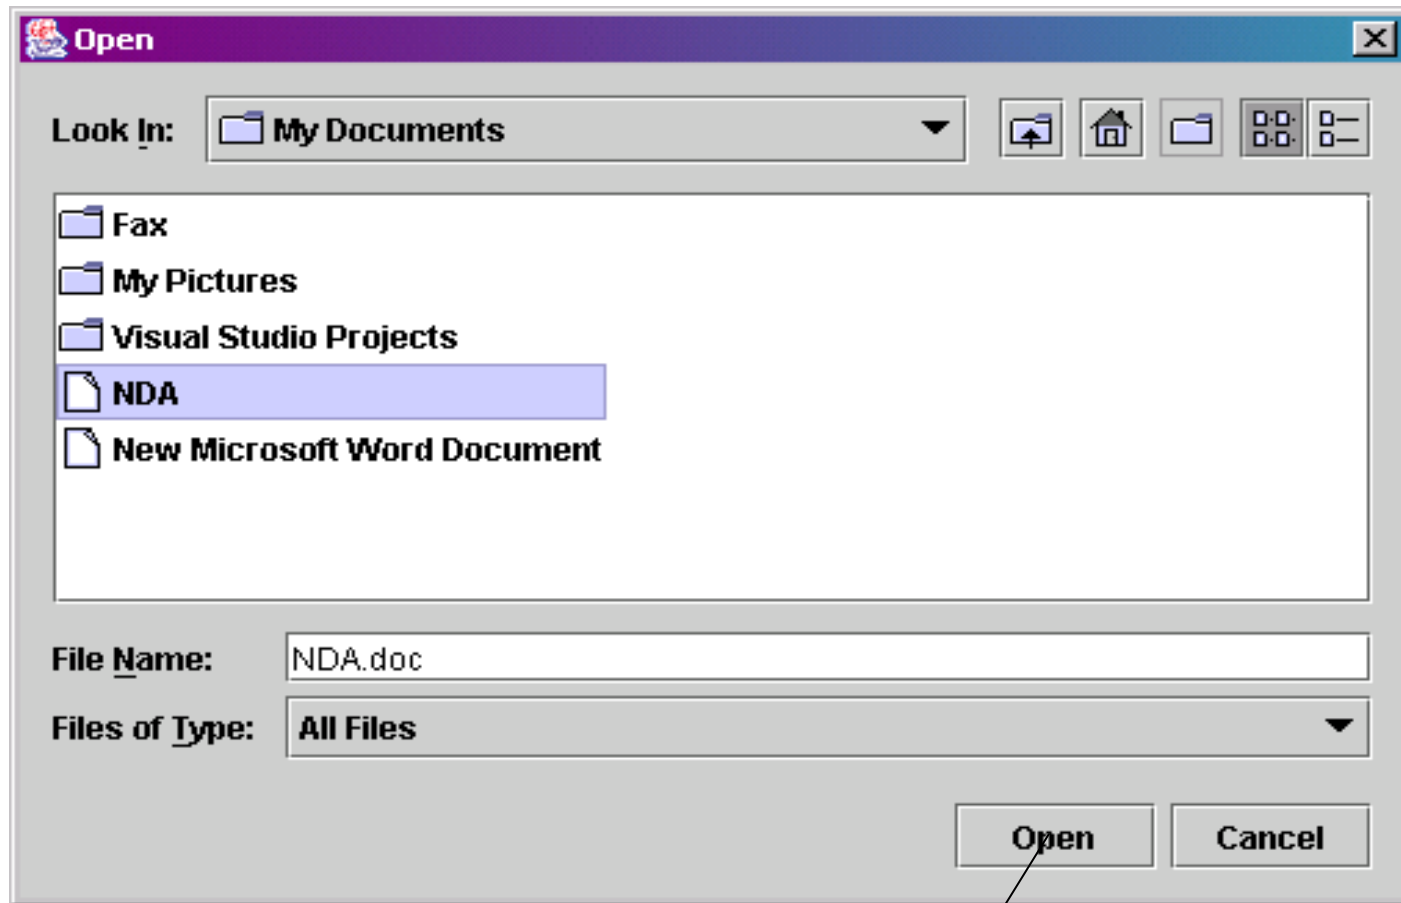 Open
Look In: My Documents
Fax
My Pictures
Visual Studio Projects
NDA
New Microsoft Word Document
File Name: NDA.doc
Files of Type: All Files
Open Cancel